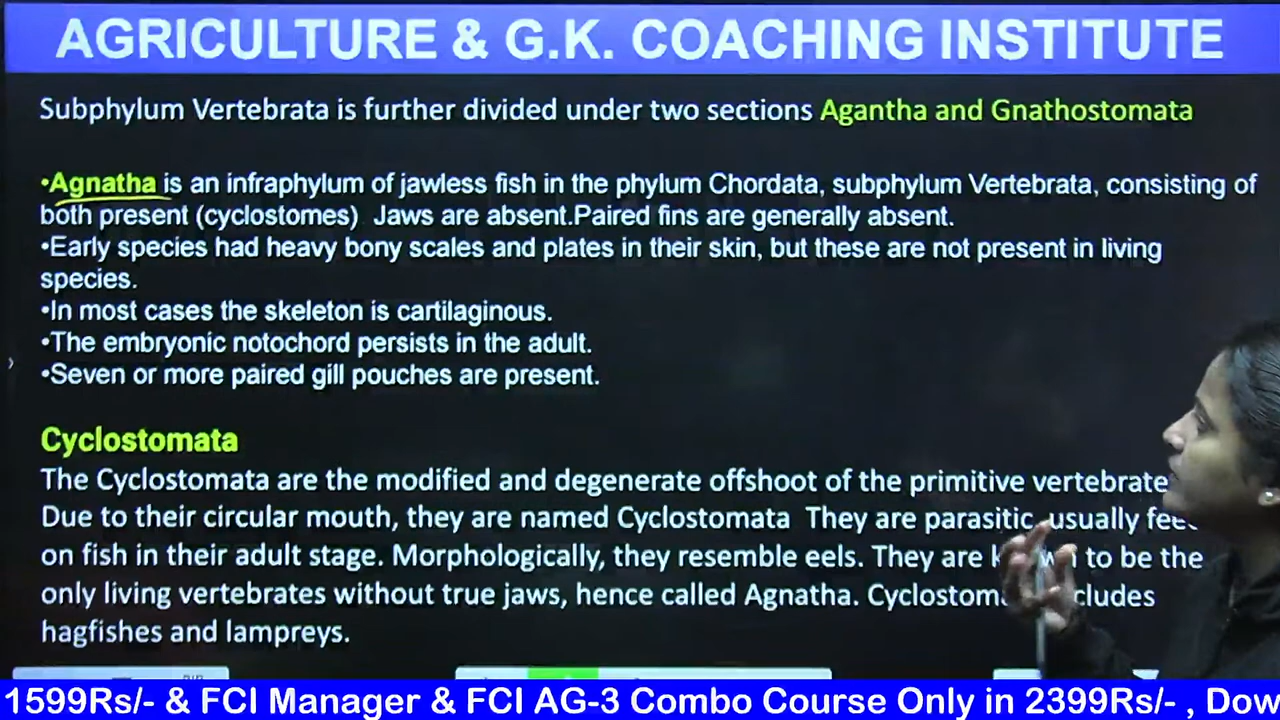 AGRICULTURE & G.K. COACHING INSTITUTE
Subphylum Vertebrata is further divided under two sections Agantha and Gnathostomata
•Agnatha is an infraphylum of jawless fish in the phylum Chordata, subphylum Vertebrata, consisting of
both present (cyclostomes) Jaws are absent.Paired fins are generally absent.
•Early species had heavy bony scales and plates in their skin, but these are not present in living
species.
•In most cases the skeleton is cartilaginous.
•The embryonic notochord persists in the adult.
•Seven or more paired gill pouches are present.
Cyclostomata
The Cyclostomata are the modified and degenerate offshoot of the primitive vertebrate
Due to their circular mouth, they are named Cyclostomata They are parasitic, usually
on fish in their adult stage. Morphologically, they resemble eels. They are to be the
only living vertebrates without true jaws, hence called Agnatha.
hagfishes and lampreys.
1599Rs/- & FCI Manager & FCI AG-3 Combo Course Only in 2399Rs/- , Dow